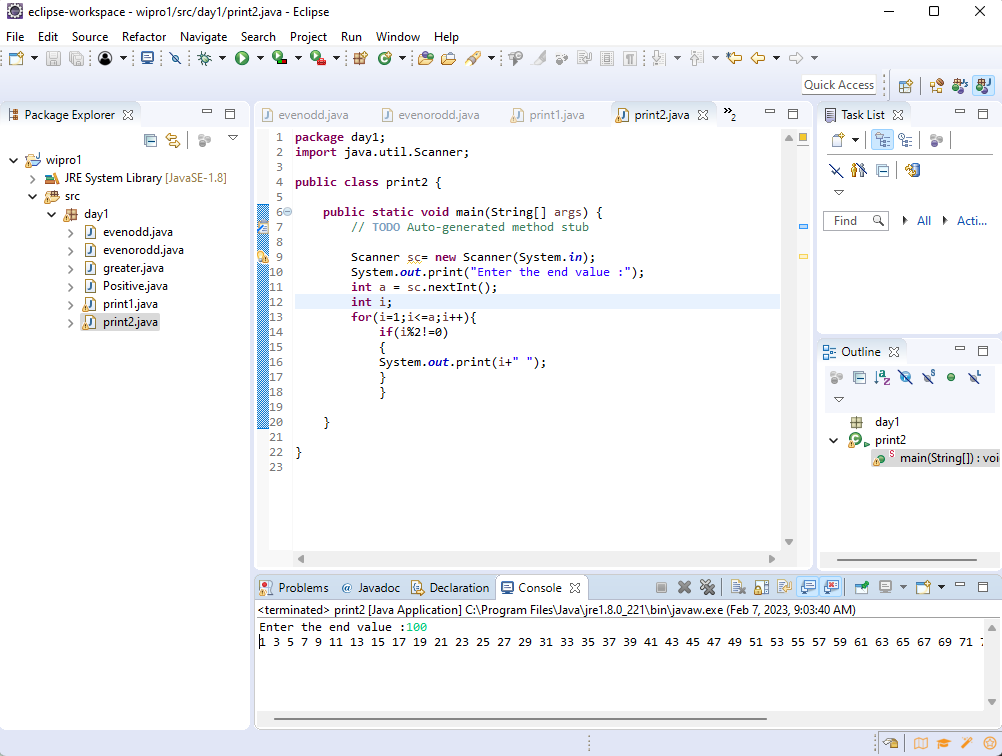 eclipse-workspace - wipro1/src/day1/print2.java - Eclipse
File Edit Source Refactor Navigate Search Project Run Window Help
Quick Access
Package Explorer
wipro1
JRE System Library [JavaSE-1.8]
src
day1
evenodd.java
evenorodd.java
greater.java
Positive.java
print1.java
print2.java
evenodd.java evenorodd.java print1.java print2.java »2
1 package day1;
2 import java.util.Scanner;
3
4 public class print2 {
5
6 public static void main(String[] args) {
7 // TODO Auto-generated method stub
8
9 Scanner sc= new Scanner(System.in);
10 System.out.print("Enter the end value :");
11 int a = sc.nextInt();
12 int i;
13 for(i=1;i<=a;i++){
14 if(i%2!=0)
15 {
16 System.out.print(i+" ");
17 }
18 }
19
20 }
21
22 }
23
Task List
Find All Acti...
Outline
day1
print2
main(String[]) : voi
Problems @ Javadoc Declaration Console
<terminated> print2 [Java Application] C:\Program Files\Java\jre1.8.0_221\bin\javaw.exe (Feb 7, 2023, 9:03:40 AM)
Enter the end value :100
1 3 5 7 9 11 13 15 17 19 21 23 25 27 29 31 33 35 37 39 41 43 45 47 49 51 53 55 57 59 61 63 65 67 69 71